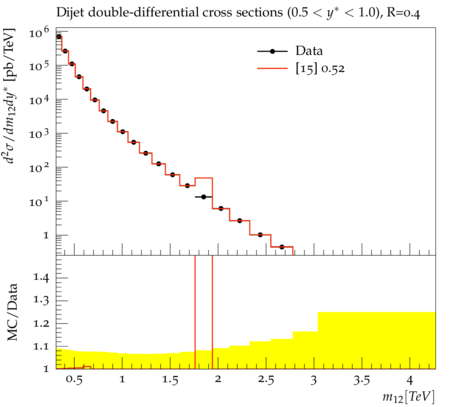 Dijet double-differential cross sections (0.5 < y* < 1.0), R=0.4
d²σ/dm₁₂dy* [pb/TeV]
10⁶
10⁵
10⁴
10³
10²
10¹
1
Data
[15] 0.52
MC/Data
1.4
1.3
1.2
1.1
1
0.5 1 1.5 2 2.5 3 3.5 4
m₁₂[TeV]